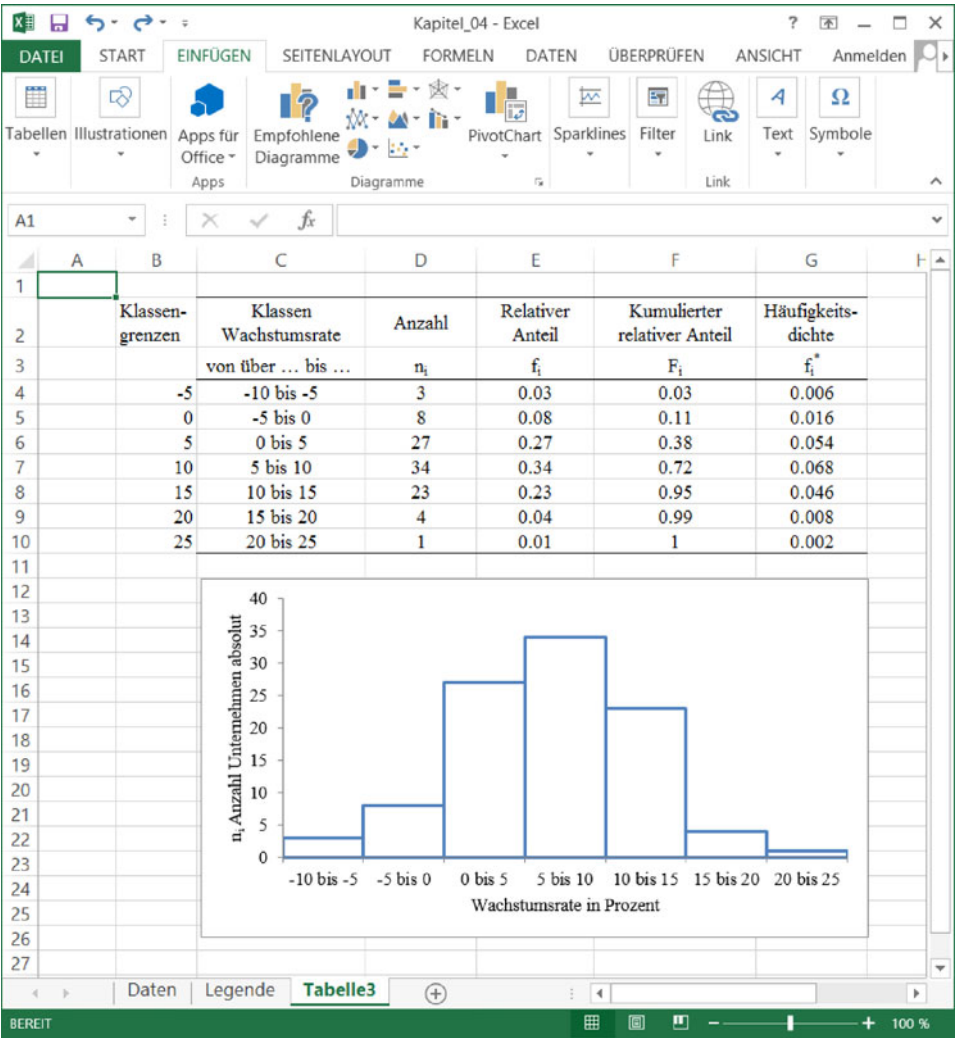 Kapitel_04 - Excel ?
DATEI START EINFÜGEN SEITENLAYOUT FORMELN DATEN ÜBERPRÜFEN ANSICHT Anmelden
Tabellen Illustrationen Apps für Office Empfohlene Diagramme PivotChart Sparklines Filter Link Text Symbole
Apps Diagramme Link
A1 fx
A B C D E F G H
1
2 Klassen-grenzen Klassen Wachstumsrate Anzahl Relativer Anteil Kumulierter relativer Anteil Häufigkeits-dichte
3 von über … bis … nᵢ fᵢ Fᵢ fᵢ*
4 -5 -10 bis -5 3 0.03 0.03 0.006
5 0 -5 bis 0 8 0.08 0.11 0.016
6 5 0 bis 5 27 0.27 0.38 0.054
7 10 5 bis 10 34 0.34 0.72 0.068
8 15 10 bis 15 23 0.23 0.95 0.046
9 20 15 bis 20 4 0.04 0.99 0.008
10 25 20 bis 25 1 0.01 1 0.002
11
12
13
14
15
16
17
18
19
20
21
22
23
24
25
26
27
nᵢ Anzahl Unternehmen absolut
40
35
30
25
20
15
10
5
0
-10 bis -5 -5 bis 0 0 bis 5 5 bis 10 10 bis 15 15 bis 20 20 bis 25
Wachstumsrate in Prozent
Daten Legende Tabelle3
BEREIT 100 %